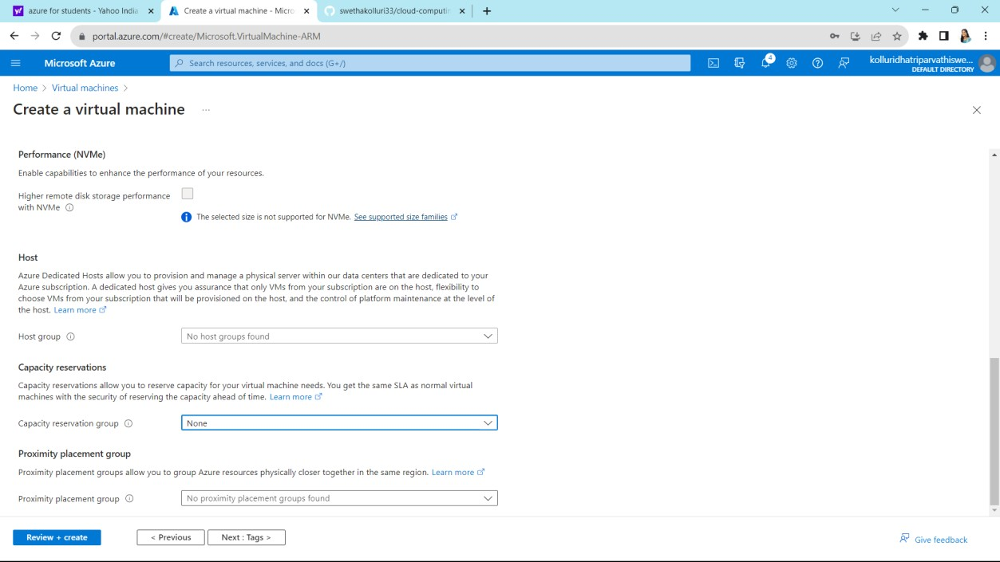 azure for students - Yahoo India
Create a virtual machine - Micro
swethakolluri33/cloud-computin
portal.azure.com/#create/Microsoft.VirtualMachine-ARM
Microsoft Azure
Search resources, services, and docs (G+/)
4
kolluridhatriparvathiswe...
DEFAULT DIRECTORY
Home > Virtual machines >
Create a virtual machine ...
Performance (NVMe)
Enable capabilities to enhance the performance of your resources.
Higher remote disk storage performance
with NVMe
The selected size is not supported for NVMe. See supported size families
Host
Azure Dedicated Hosts allow you to provision and manage a physical server within our data centers that are dedicated to your
Azure subscription. A dedicated host gives you assurance that only VMs from your subscription are on the host, flexibility to
choose VMs from your subscription that will be provisioned on the host, and the control of platform maintenance at the level of
the host. Learn more
Host group No host groups found
Capacity reservations
Capacity reservations allow you to reserve capacity for your virtual machine needs. You get the same SLA as normal virtual
machines with the security of reserving the capacity ahead of time. Learn more
Capacity reservation group None
Proximity placement group
Proximity placement groups allow you to group Azure resources physically closer together in the same region. Learn more
Proximity placement group No proximity placement groups found
Review + create < Previous Next : Tags > Give feedback